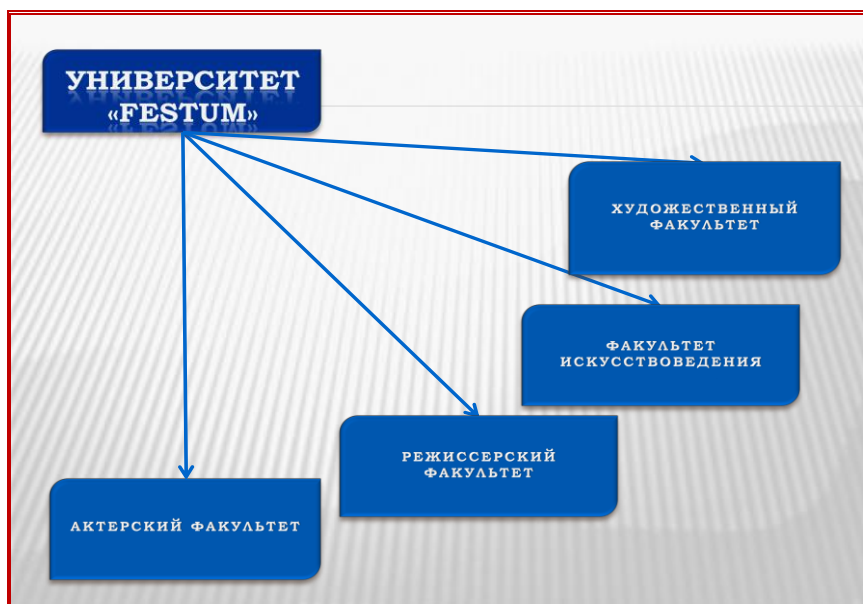 УНИВЕРСИТЕТ
«FESTUM»
ХУДОЖЕСТВЕННЫЙ
ФАКУЛЬТЕТ
ФАКУЛЬТЕТ
ИСКУССТВОВЕДЕНИЯ
РЕЖИССЕРСКИЙ
ФАКУЛЬТЕТ
АКТЕРСКИЙ ФАКУЛЬТЕТ